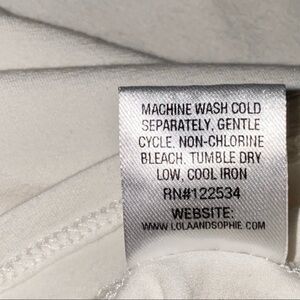 MACHINE WASH COLD
SEPARATELY, GENTLE
CYCLE. NON-CHLORINE
BLEACH. TUMBLE DRY
LOW, COOL IRON
RN#122534
WEBSITE:
WWW.LOLAANDSOPHIE.COM